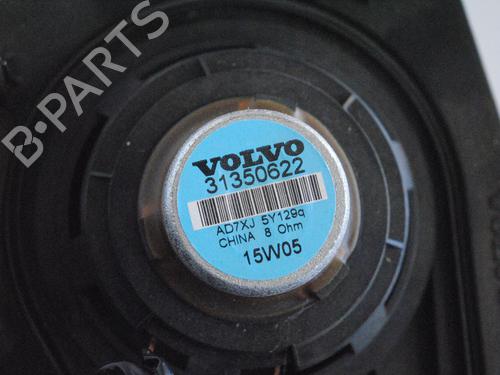 B·PARTS
VOLVO
31350622
AD7XJ 5Y129q
CHINA 8 Ohm
15W05